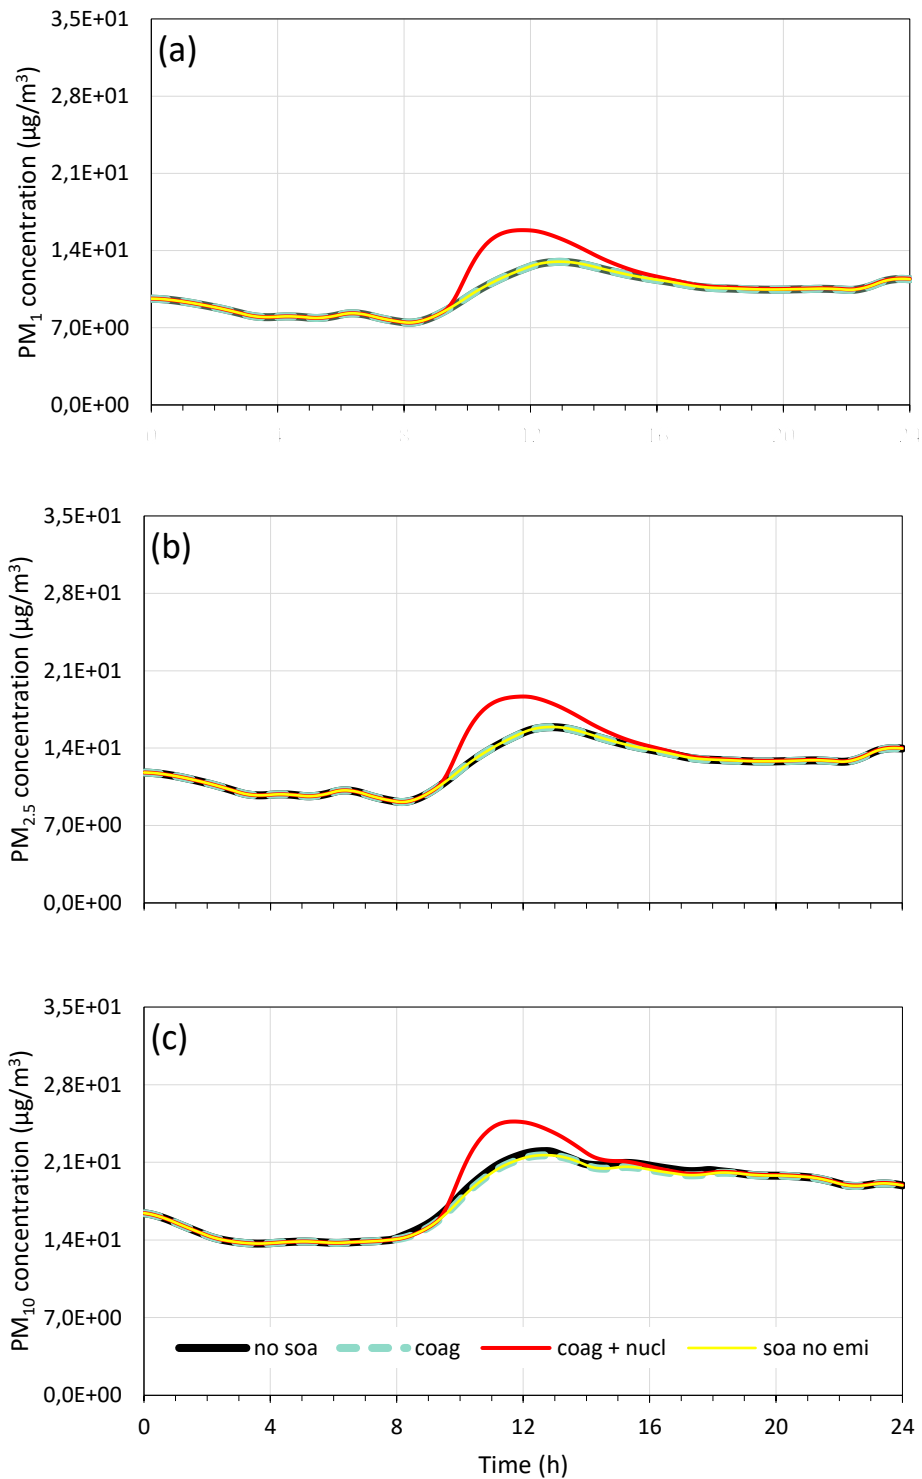 (a)
PM₁ concentration (µg/m³)
3,5E+01
2,8E+01
2,1E+01
1,4E+01
7,0E+00
0,0E+00
(b)
PM₂.₅ concentration (µg/m³)
3,5E+01
2,8E+01
2,1E+01
1,4E+01
7,0E+00
0,0E+00
(c)
PM₁₀ concentration (µg/m³)
3,5E+01
2,8E+01
2,1E+01
1,4E+01
7,0E+00
0,0E+00
no soa coag coag + nucl soa no emi
0 4 8 12 16 20 24
Time (h)